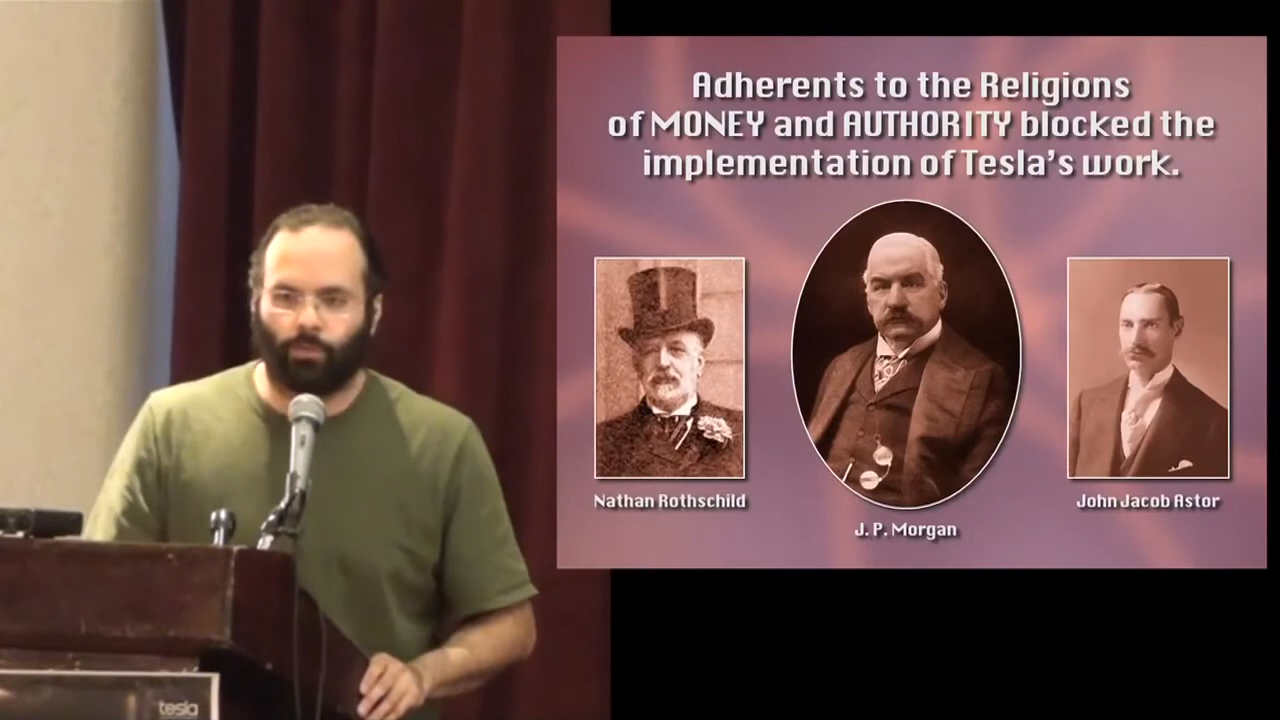 Adherents to the Religions
of MONEY and AUTHORITY blocked the
implementation of Tesla's work.
Nathan Rothschild
J. P. Morgan
John Jacob Astor
tesla